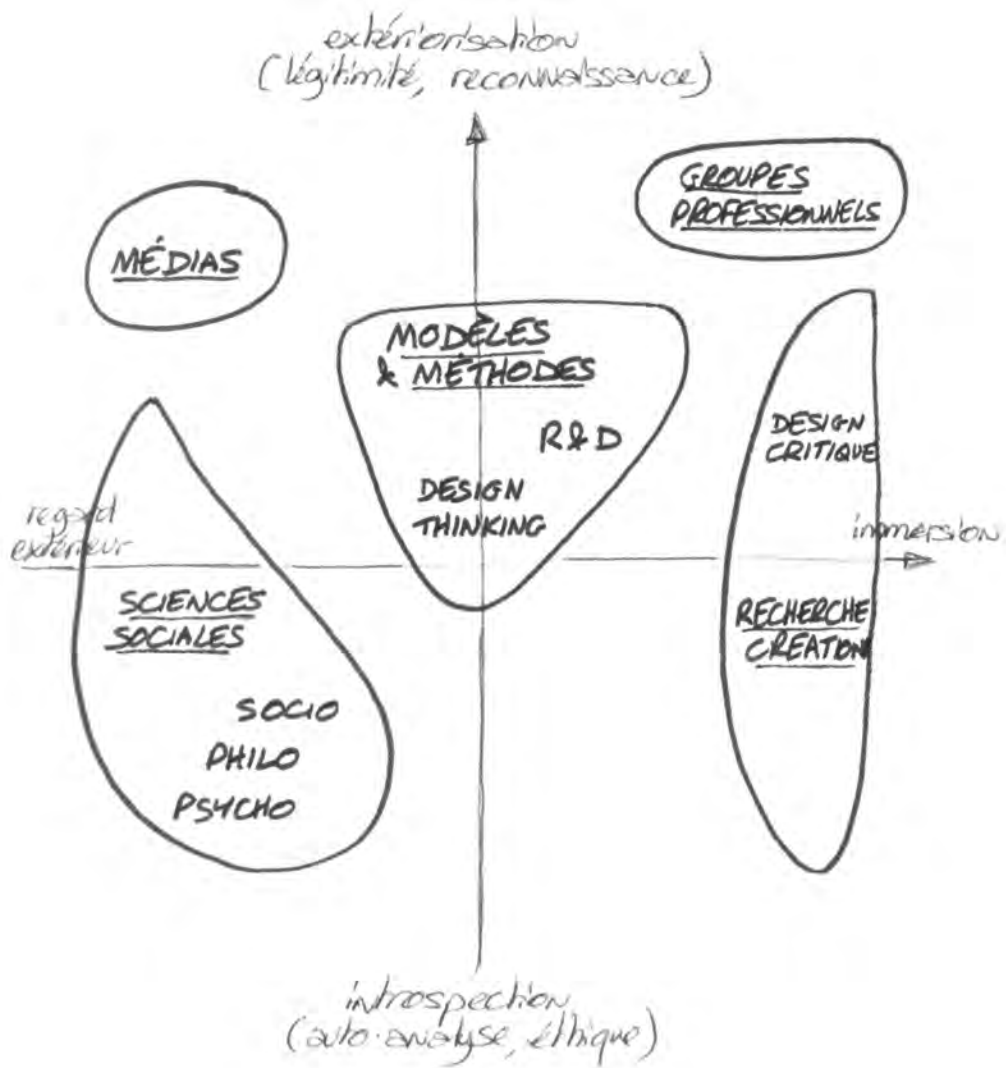 extériorisation
(légitimité, reconnaissance)
GROUPES
PROFESSIONNELS
MÉDIAS
MODÈLES
& MÉTHODES
R&D
DESIGN
THINKING
DESIGN
CRITIQUE
regard
extérieur
immersion
SCIENCES
SOCIALES
SOCIO
PHILO
PSYCHO
RECHERCHE
CREATION
introspection
(auto-analyse, éthique)